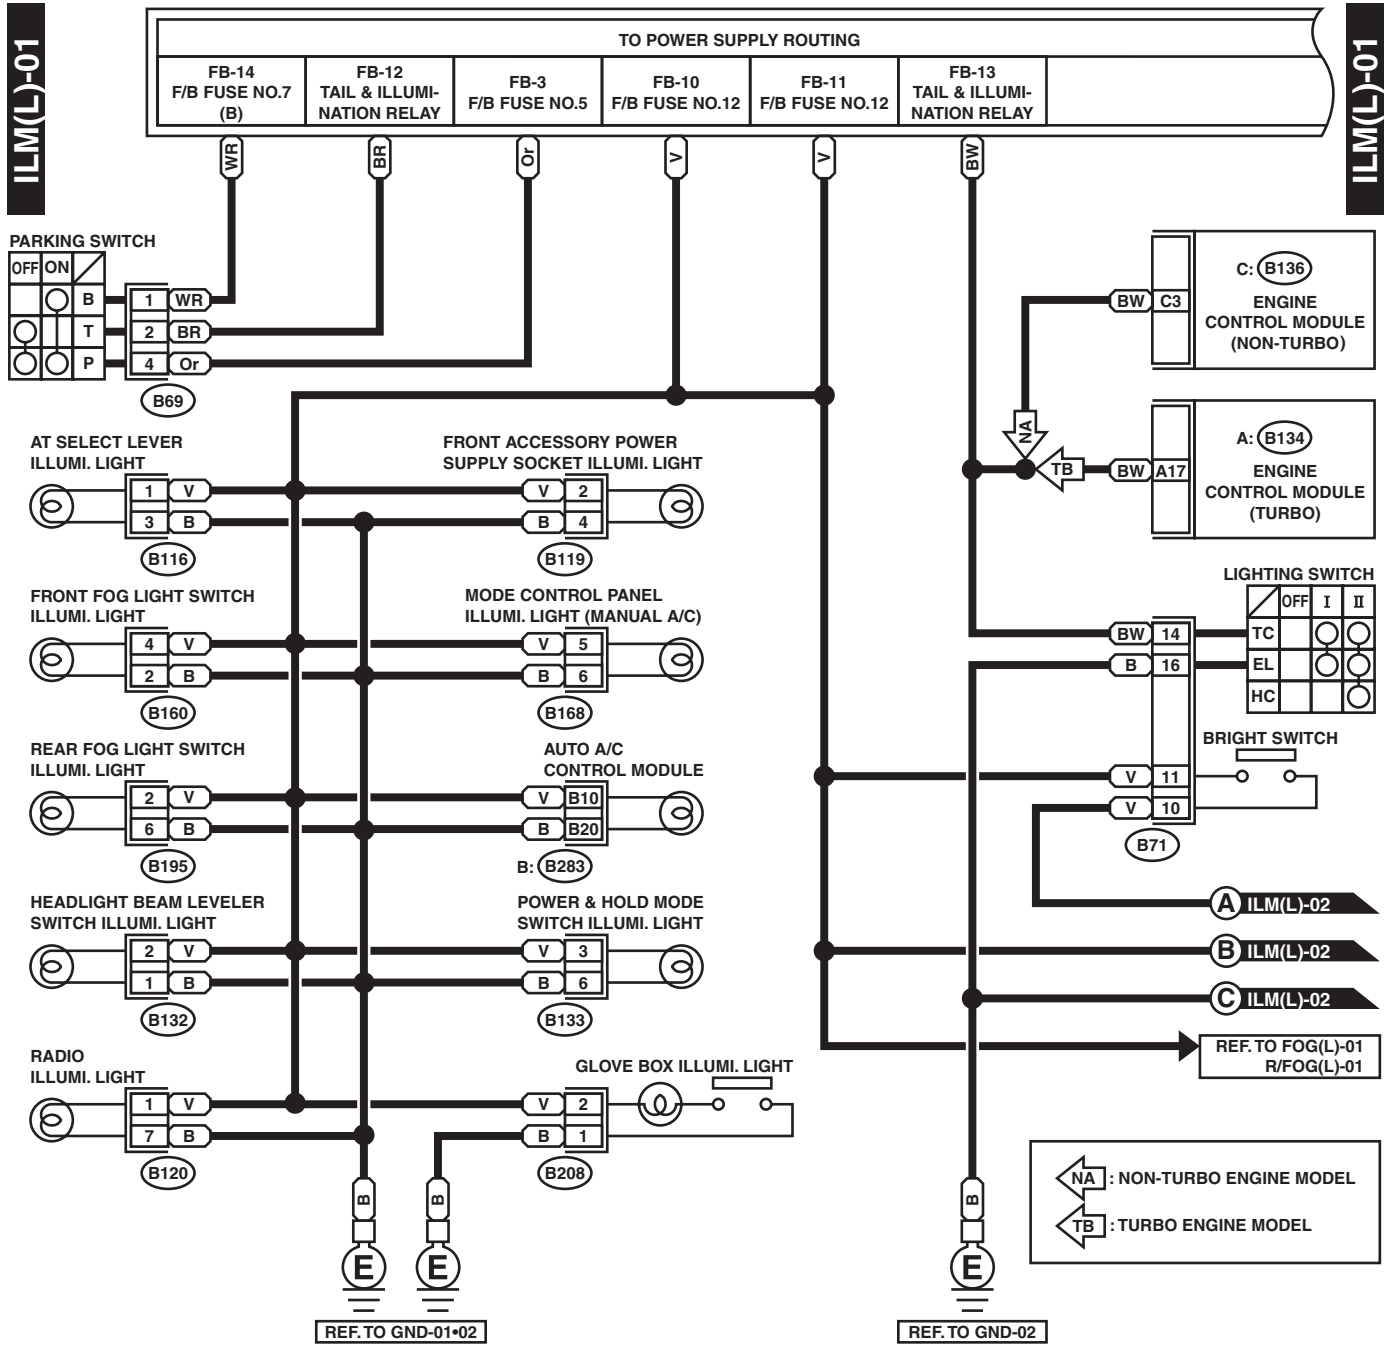 ILM(L)-01
ILM(L)-01
TO POWER SUPPLY ROUTING
FB-14
F/B FUSE NO.7
(B)
FB-12
TAIL & ILLUMI-
NATION RELAY
FB-3
F/B FUSE NO.5
FB-10
F/B FUSE NO.12
FB-11
F/B FUSE NO.12
FB-13
TAIL & ILLUMI-
NATION RELAY
WR
BR
Or
V
V
BW
PARKING SWITCH
OFF ON
B 1 WR
T 2 BR
P 4 Or
B69
C: B136
BW C3
ENGINE
CONTROL MODULE
(NON-TURBO)
NA
TB
A: B134
BW A17
ENGINE
CONTROL MODULE
(TURBO)
AT SELECT LEVER
ILLUMI. LIGHT
1 V
3 B
B116
FRONT ACCESSORY POWER
SUPPLY SOCKET ILLUMI. LIGHT
V 2
B 4
B119
FRONT FOG LIGHT SWITCH
ILLUMI. LIGHT
4 V
2 B
B160
MODE CONTROL PANEL
ILLUMI. LIGHT (MANUAL A/C)
V 5
B 6
B168
LIGHTING SWITCH
OFF I II
BW 14 TC
B 16 EL
HC
BRIGHT SWITCH
V 11
V 10
B71
REAR FOG LIGHT SWITCH
ILLUMI. LIGHT
2 V
6 B
B195
AUTO A/C
CONTROL MODULE
V B10
B B20
B: B283
HEADLIGHT BEAM LEVELER
SWITCH ILLUMI. LIGHT
2 V
1 B
B132
POWER & HOLD MODE
SWITCH ILLUMI. LIGHT
V 3
B 6
B133
A ILM(L)-02
B ILM(L)-02
C ILM(L)-02
REF. TO FOG(L)-01
R/FOG(L)-01
RADIO
ILLUMI. LIGHT
1 V
7 B
B120
GLOVE BOX ILLUMI. LIGHT
V 2
B 1
B208
B
B
B
E
E
E
REF. TO GND-01•02
REF. TO GND-02
NA : NON-TURBO ENGINE MODEL
TB : TURBO ENGINE MODEL